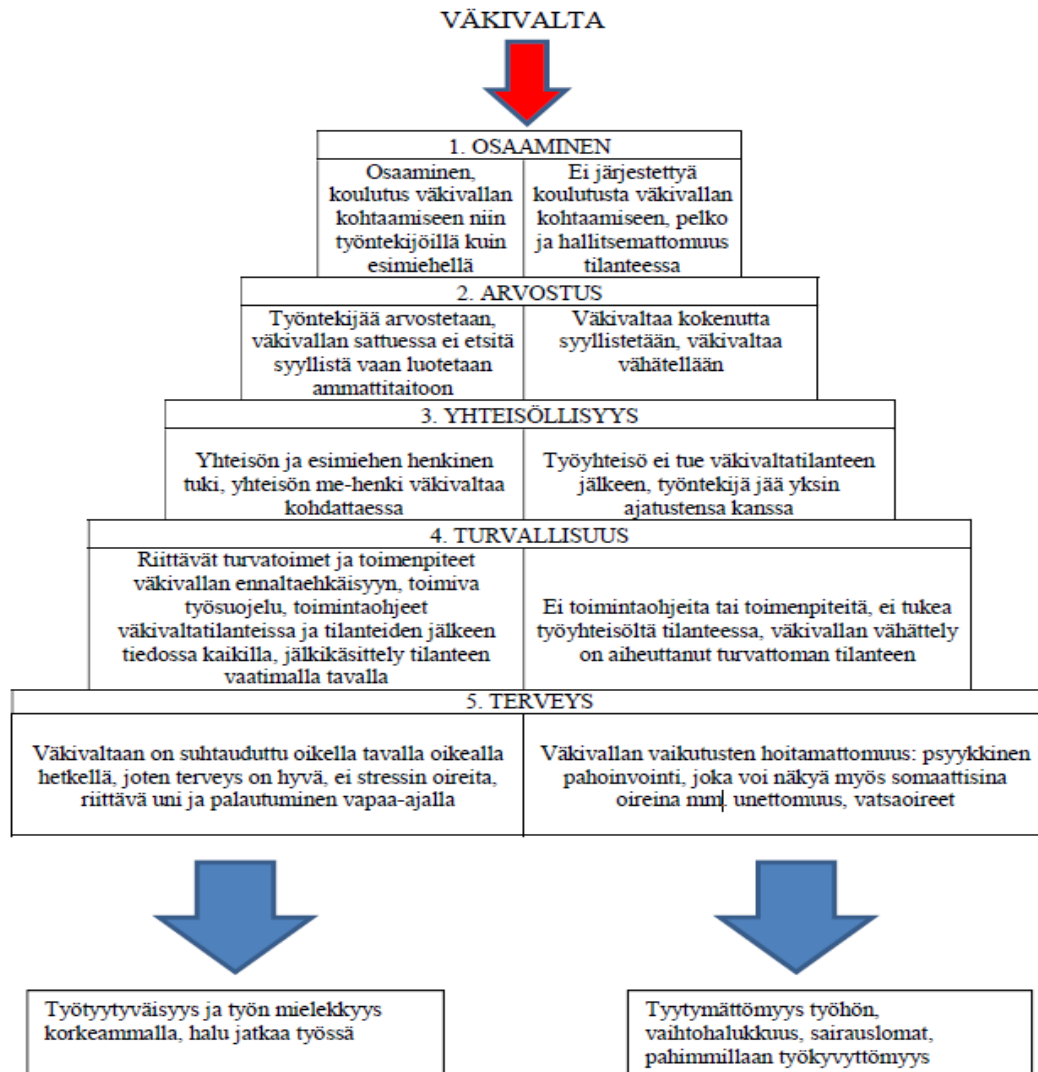 VÄKIVALTA
1. OSAAMINEN
Osaaminen,
koulutus väkivallan
kohtaamiseen niin
työntekijöillä kuin
esimiehellä
Ei järjestettyä
koulutusta väkivallan
kohtaamiseen, pelko
ja hallitsemattomuus
tilanteessa
2. ARVOSTUS
Työntekijää arvostetaan,
väkivallan sattuessa ei etsitä
syyllistä vaan luotetaan
ammattitaitoon
Väkivaltaa kokenutta
syyllistetään, väkivaltaa
vähätellään
3. YHTEISÖLLISYYS
Yhteisön ja esimiehen henkinen
tuki, yhteisön me-henki väkivaltaa
kohdattaessa
Työyhteisö ei tue väkivaltatilanteen
jälkeen, työntekijä jää yksin
ajatustensa kanssa
4. TURVALLISUUS
Riittävät turvatoimet ja toimenpiteet
väkivallan ennaltaehkäisyyn, toimiva
työsuojelu, toimintaohjeet
väkivaltatilanteissa ja tilanteiden jälkeen
tiedossa kaikilla, jälkikäsittely tilanteen
vaatimalla tavalla
Ei toimintaohjeita tai toimenpiteitä, ei tukea
työyhteisöltä tilanteessa, väkivallan vähättely
on aiheuttanut turvattoman tilanteen
5. TERVEYS
Väkivaltaan on suhtauduttu oikella tavalla oikealla
hetkellä, joten terveys on hyvä, ei stressin oireita,
riittävä uni ja palautuminen vapaa-ajalla
Väkivallan vaikutusten hoitamattomuus: psyykkinen
pahoinvointi, joka voi näkyä myös somaattisina
oireina mm. unettomuus, vatsaoireet
Työtyytyväisyys ja työn mielekkyys
korkeammalla, halu jatkaa työssä
Tyytymättömyys työhön,
vaihtohalukkuus, sairauslomat,
pahimmillaan työkyvyttömyys